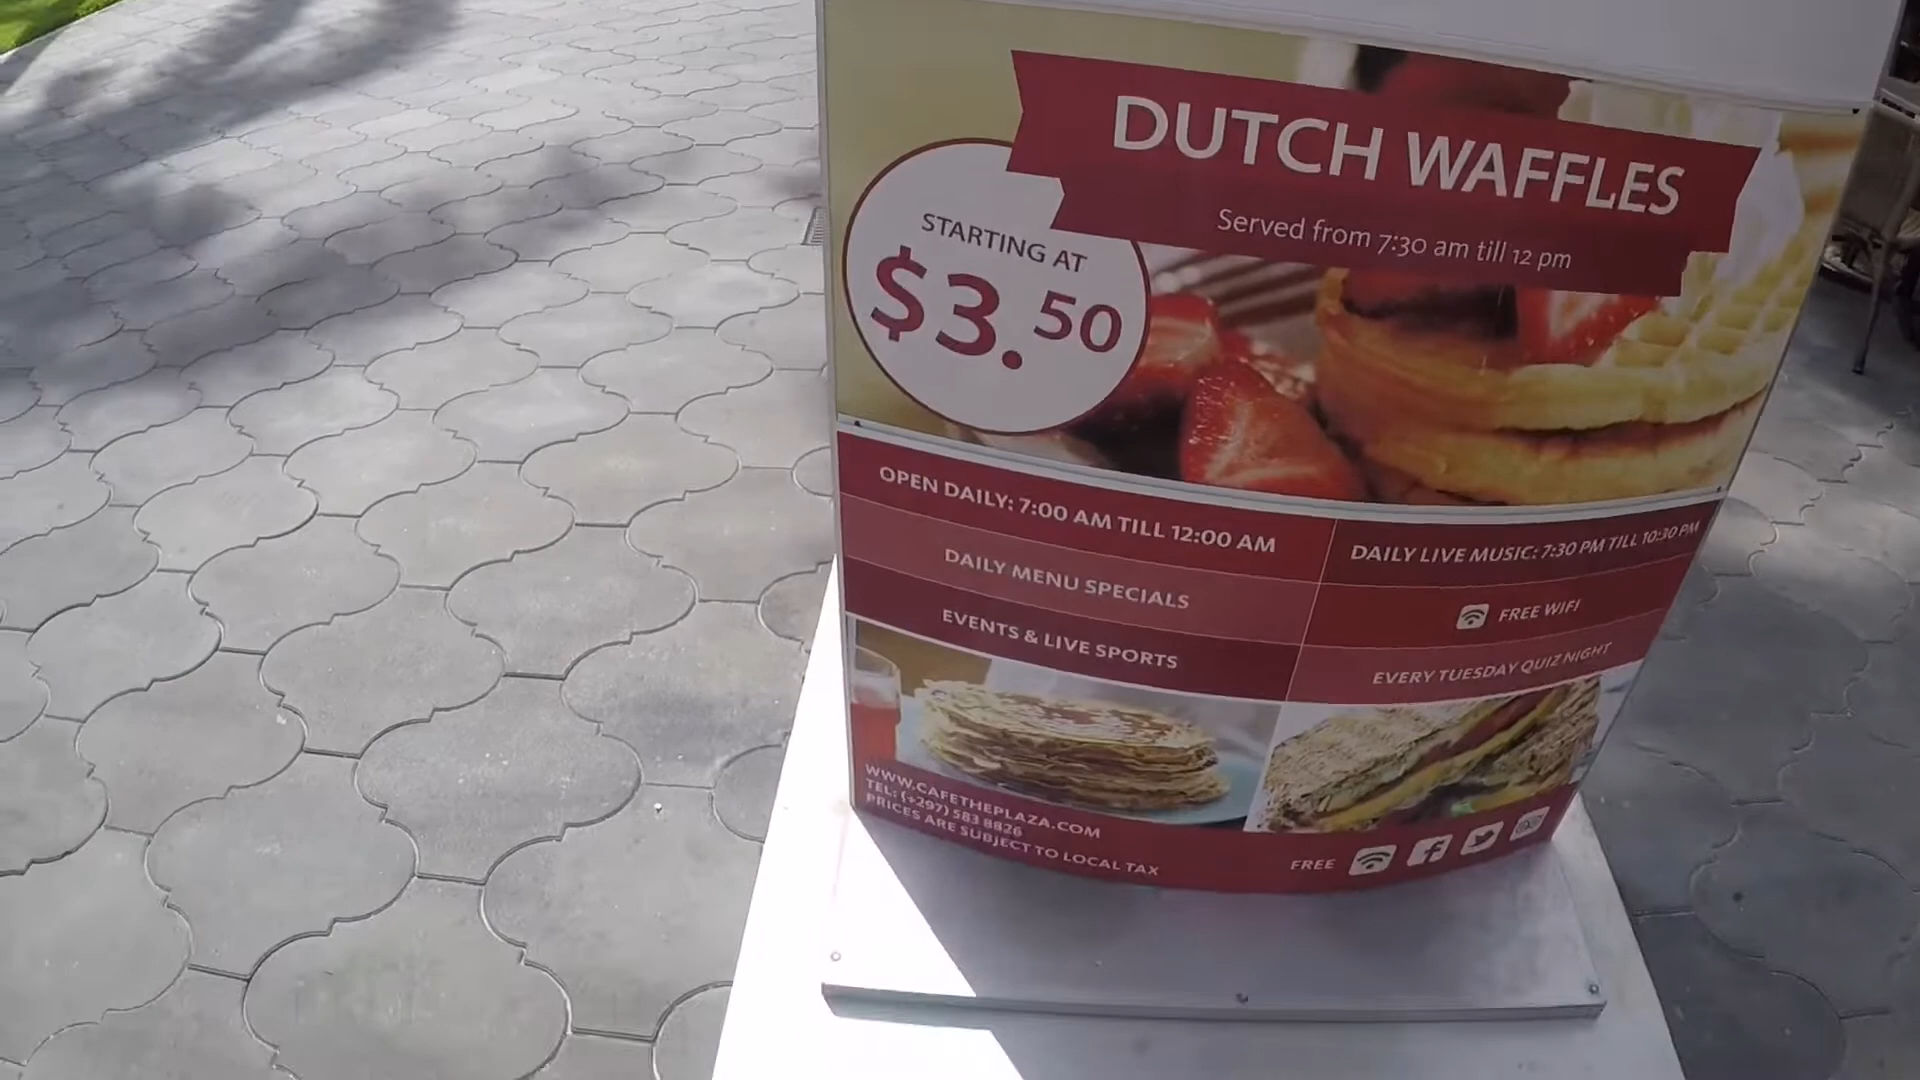 DUTCH WAFFLES
Served from 7:30 am till 12 pm
STARTING AT
$3.50
OPEN DAILY: 7:00 AM TILL 12:00 AM
DAILY LIVE MUSIC: 7:30 PM TILL 10:30 PM
DAILY MENU SPECIALS
FREE WIFI
EVENTS & LIVE SPORTS
EVERY TUESDAY QUIZ NIGHT
WWW.CAFETHEPLAZA.COM
TEL: (+297) 583 8826
PRICES ARE SUBJECT TO LOCAL TAX
FREE